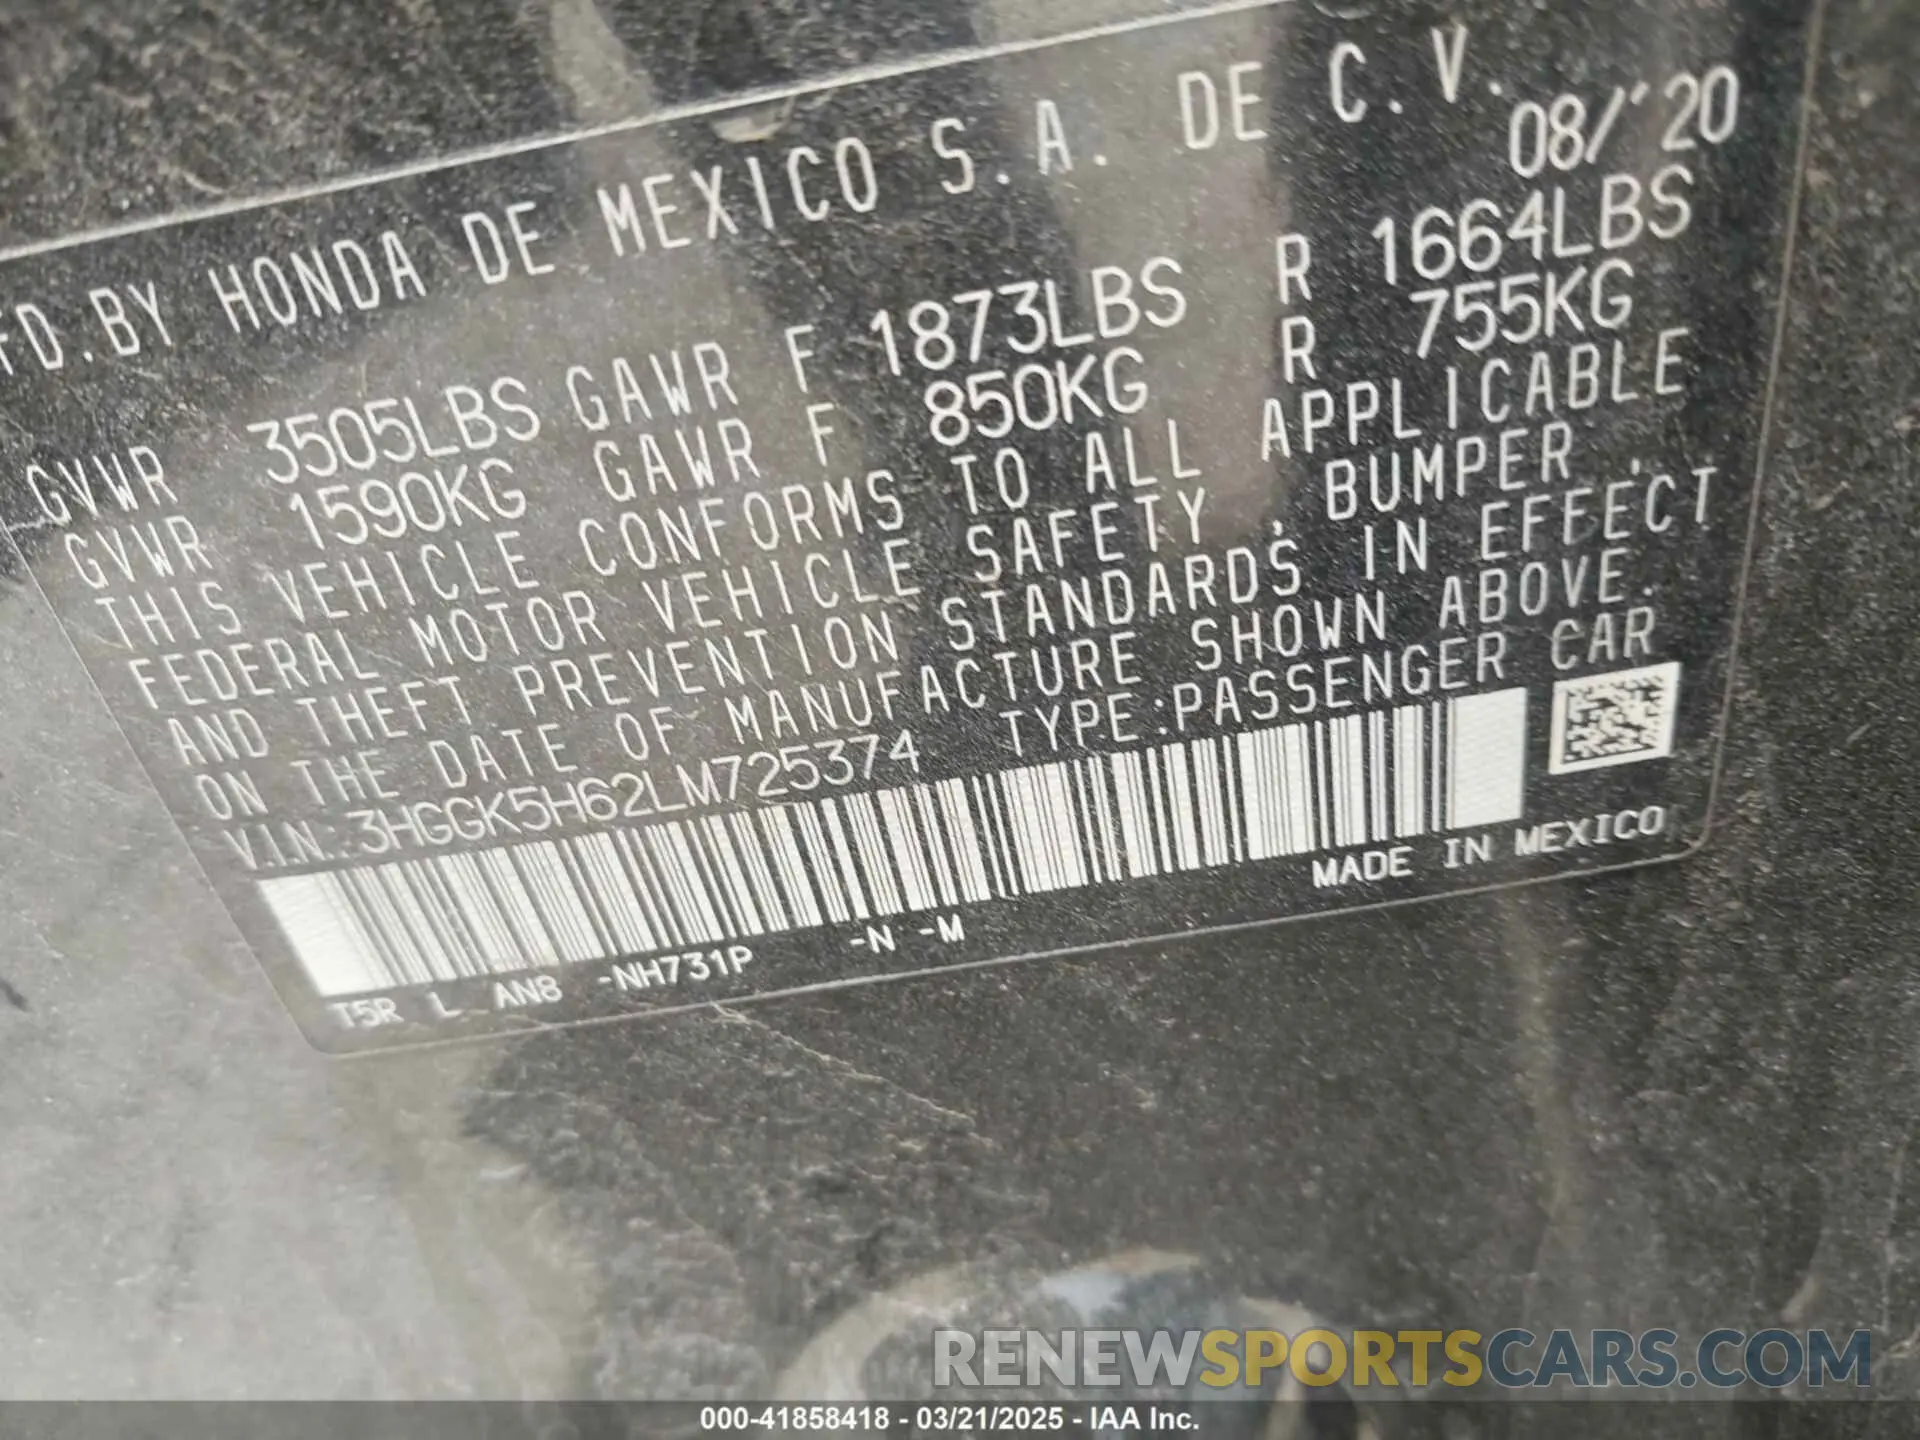 FD.BY HONDA DE MEXICO S.A. DE C.V.
08/'20
GVWR 3505LBS GAWR F 1873LBS R 1664LBS
GVWR 1590KG GAWR F 850KG R 755KG
THIS VEHICLE CONFORMS TO ALL APPLICABLE
FEDERAL MOTOR VEHICLE SAFETY, BUMPER,
AND THEFT PREVENTION STANDARDS IN EFFECT
ON THE DATE OF MANUFACTURE SHOWN ABOVE.
VIN:3HGGK5H62LM725374 TYPE:PASSENGER CAR
MADE IN MEXICO
T5R L AN8 -NH731P -N -M
RENEWSPORTSCARS.COM
000-41858418 - 03/21/2025 - IAA Inc.